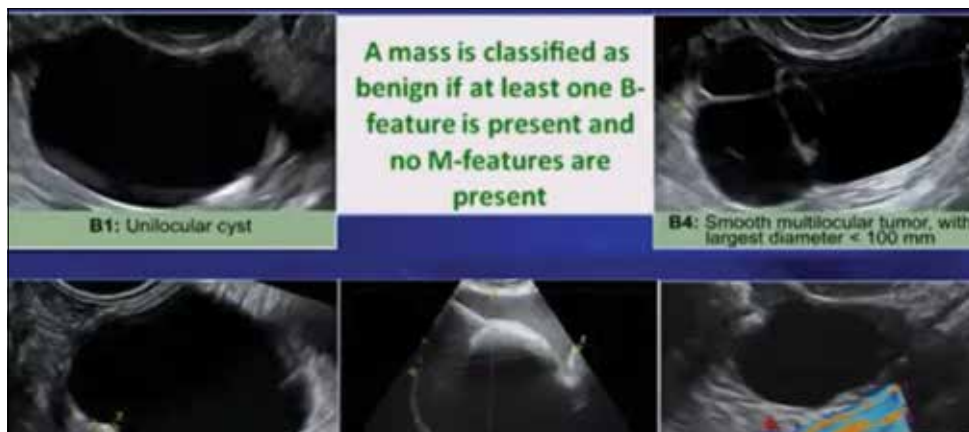 A mass is classified as
benign if at least one B-
feature is present and
no M-features are
present
B1: Unilocular cyst
B4: Smooth multilocular tumor, with
largest diameter < 100 mm